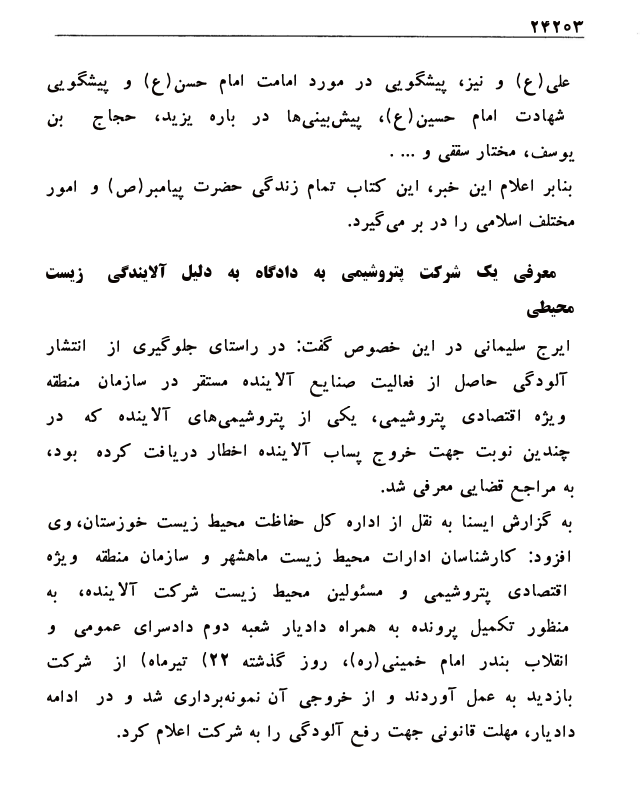 ۲۴۲۰۳
علی(ع) و نیز، پیشگویی در مورد امامت امام حسن(ع) و پیشگویی
شهادت امام حسین(ع)، پیش‌بینی‌ها در باره یزید، حجاج بن
یوسف، مختار سقفی و ... .
بنابر اعلام این خبر، این کتاب تمام زندگی حضرت پیامبر(ص) و امور
مختلف اسلامی را در بر می‌گیرد.
معرفی یک شرکت پتروشیمی به دادگاه به دلیل آلایندگی زیست
محیطی
ایرج سلیمانی در این خصوص گفت: در راستای جلوگیری از انتشار
آلودگی حاصل از فعالیت صنایع آلاینده مستقر در سازمان منطقه
ویژه اقتصادی پتروشیمی، یکی از پتروشیمی‌های آلاینده که در
چندین نوبت جهت خروج پساب آلاینده اخطار دریافت کرده بود،
به مراجع قضایی معرفی شد.
به گزارش ایسنا به نقل از اداره کل حفاظت محیط زیست خوزستان، وی
افزود: کارشناسان ادارات محیط زیست ماهشهر و سازمان منطقه ویژه
اقتصادی پتروشیمی و مسئولین محیط زیست شرکت آلاینده، به
منظور تکمیل پرونده به همراه دادیار شعبه دوم دادسرای عمومی و
انقلاب بندر امام خمینی(ره)، روز گذشته ۲۲) تیرماه) از شرکت
بازدید به عمل آوردند و از خروجی آن نمونه‌برداری شد و در ادامه
دادیار، مهلت قانونی جهت رفع آلودگی را به شرکت اعلام کرد.